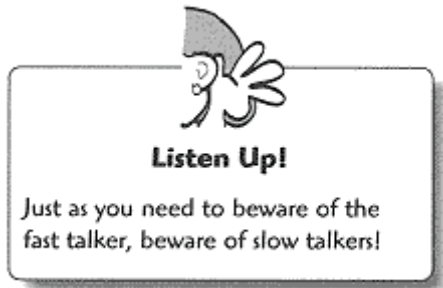 Listen Up!
Just as you need to beware of the
fast talker, beware of slow talkers!